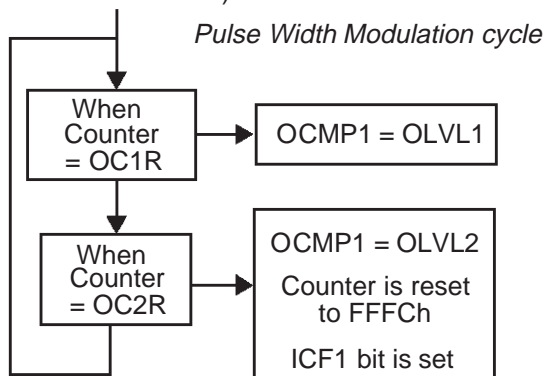 Pulse Width Modulation cycle
When
Counter
= OC1R
OCMP1 = OLVL1
When
Counter
= OC2R
OCMP1 = OLVL2
Counter is reset
to FFFCh
ICF1 bit is set